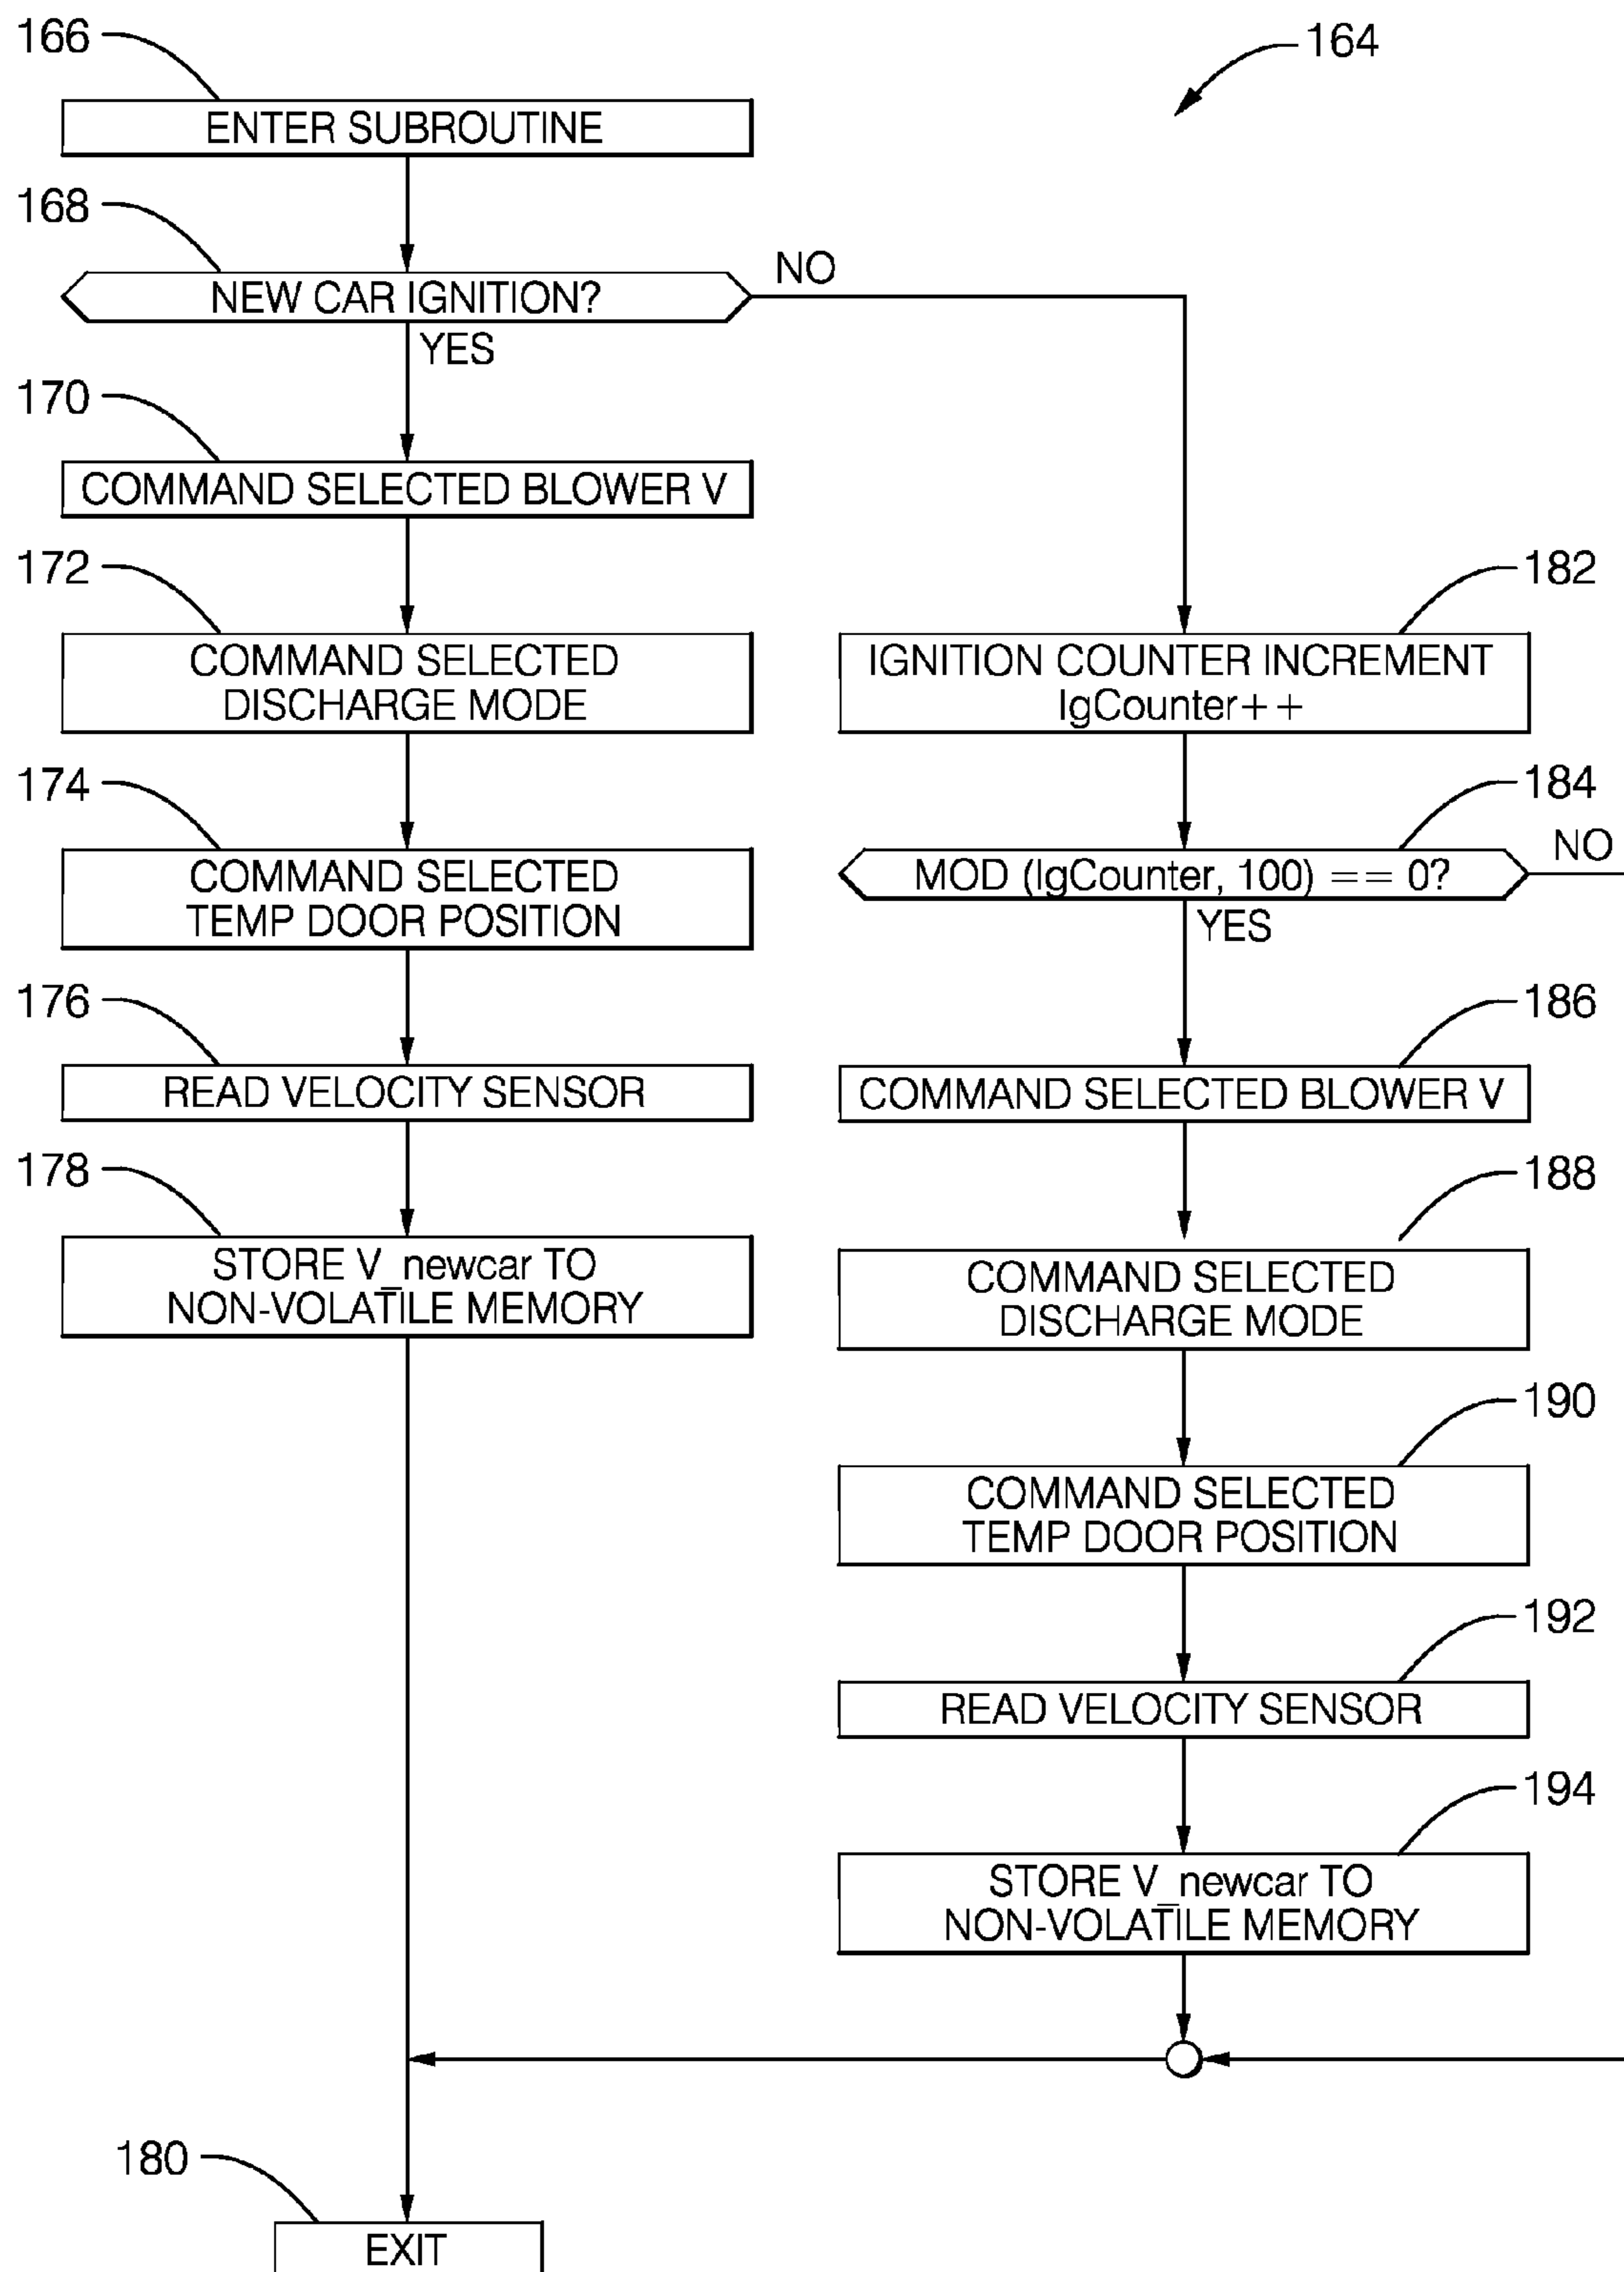 164
166
ENTER SUBROUTINE
168
NEW CAR IGNITION?
NO
YES
170
COMMAND SELECTED BLOWER V
172
COMMAND SELECTED
DISCHARGE MODE
174
COMMAND SELECTED
TEMP DOOR POSITION
176
READ VELOCITY SENSOR
178
STORE V_newcar TO
NON-VOLATILE MEMORY
182
IGNITION COUNTER INCREMENT
IgCounter++
184
MOD (IgCounter, 100) == 0?
NO
YES
186
COMMAND SELECTED BLOWER V
188
COMMAND SELECTED
DISCHARGE MODE
190
COMMAND SELECTED
TEMP DOOR POSITION
192
READ VELOCITY SENSOR
194
STORE V_newcar TO
NON-VOLATILE MEMORY
180
EXIT